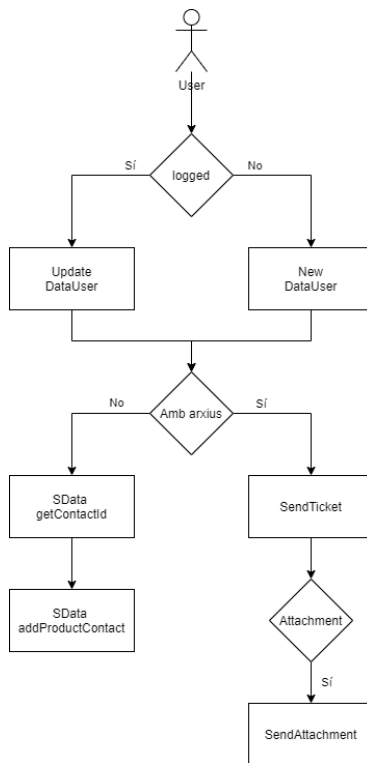 User
logged
Sí
No
Update
DataUser
New
DataUser
Amb arxius
No
Sí
SData
getContactId
SendTicket
SData
addProductContact
Attachment
Sí
SendAttachment